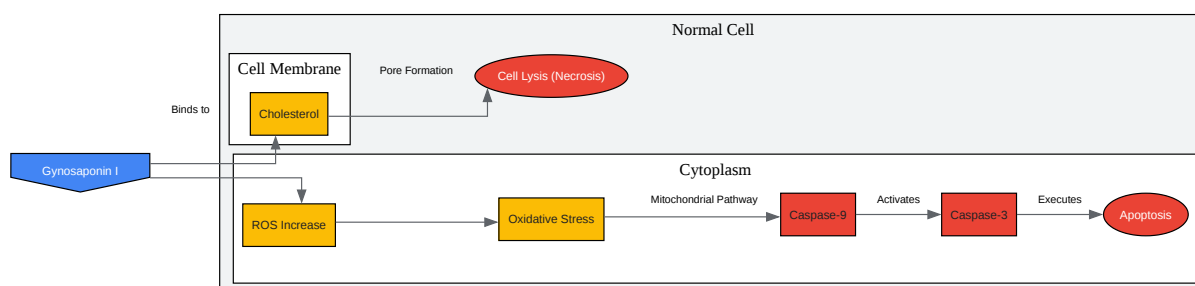 Normal Cell
Cell Membrane
Pore Formation
Cell Lysis (Necrosis)
Binds to
Cholesterol
Gynosaponin I
Cytoplasm
Mitochondrial Pathway
Activates
Executes
ROS Increase
Oxidative Stress
Caspase-9
Caspase-3
Apoptosis